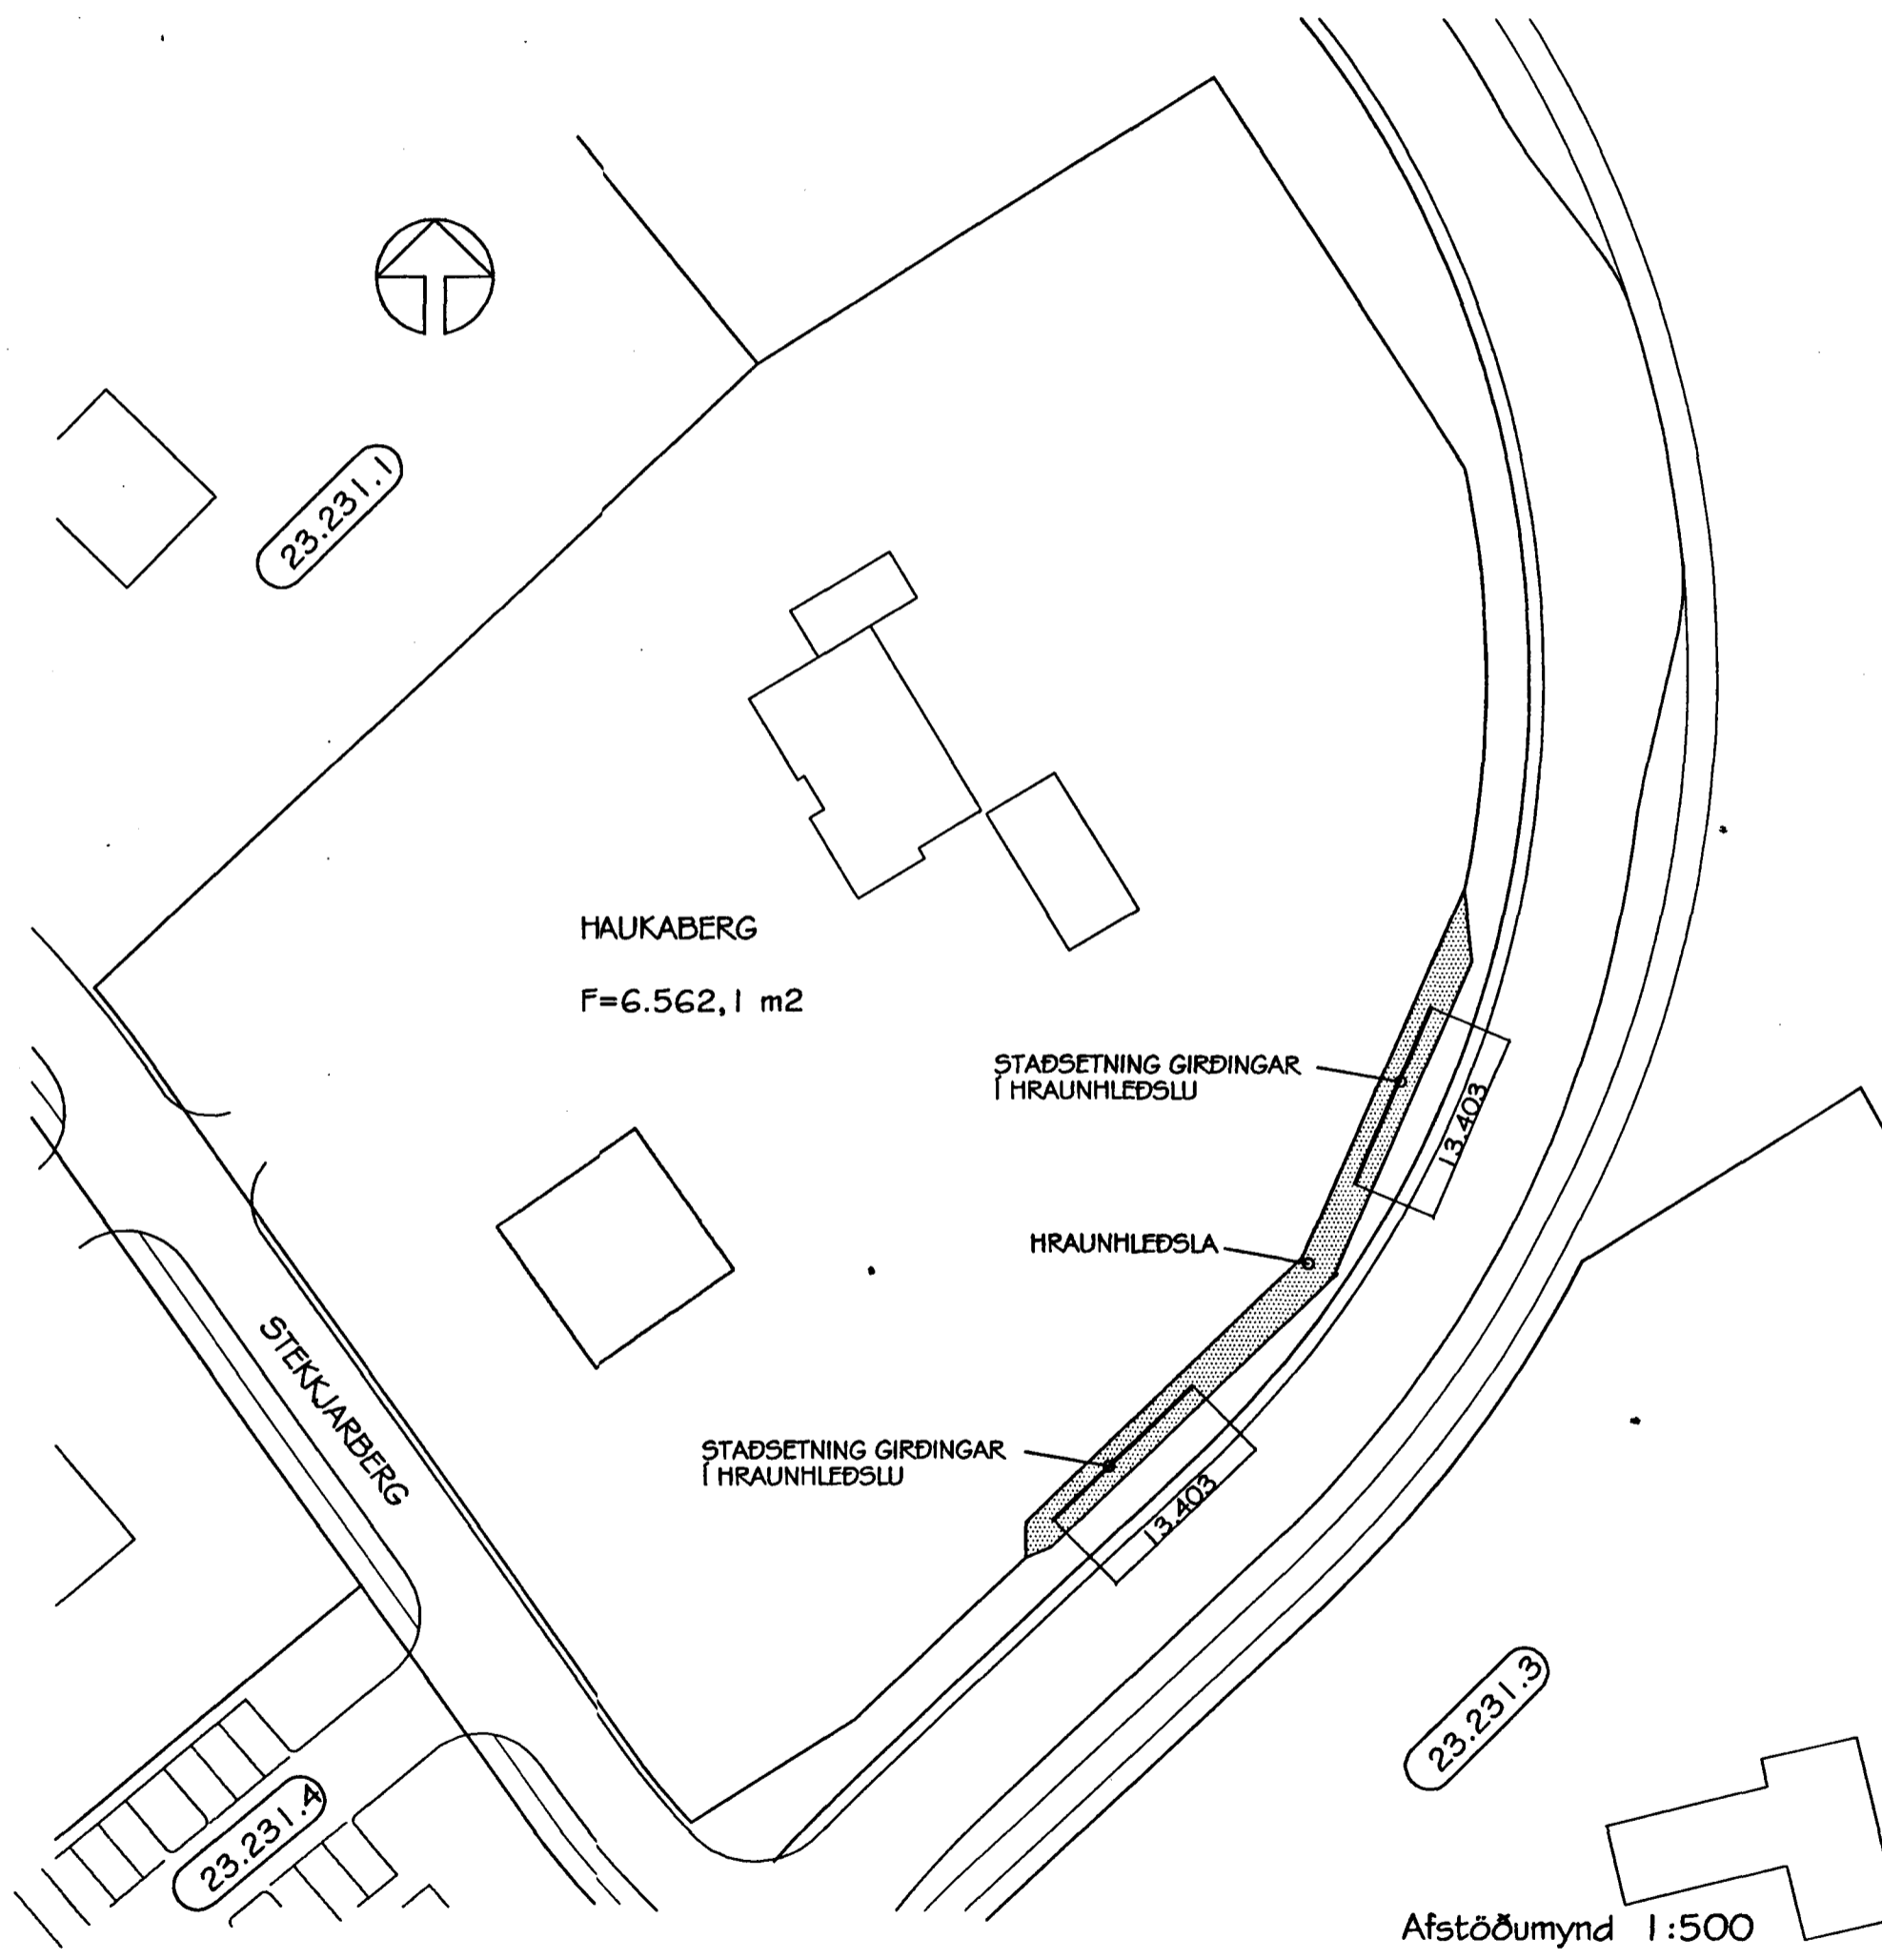 23.231.1
HAUKABERG
F=6.562,1 m2
STAÐSETNING GIRÐINGAR
Í HRAUNHLEÐSLU
13.403
HRAUNHLEÐSLA
STEKKJARBERG
STAÐSETNING GIRÐINGAR
Í HRAUNHLEÐSLU
13.403
23.231.3
23.231.4
Afstöðumynd 1:500